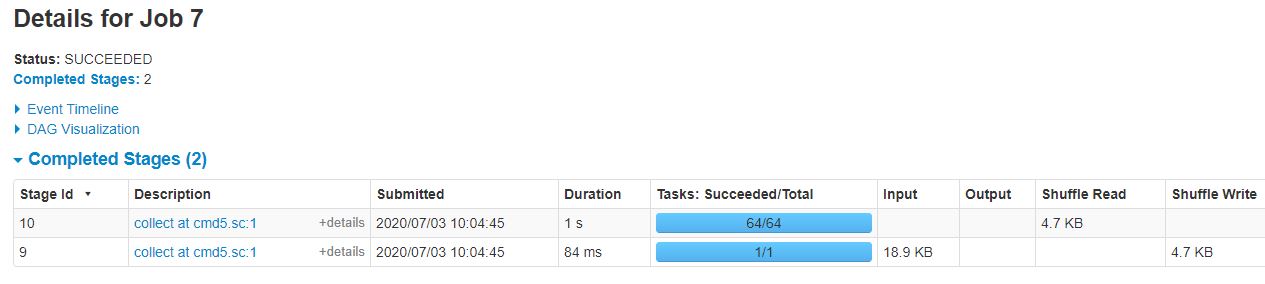 Details for Job 7
Status: SUCCEEDED
Completed Stages: 2
Event Timeline
DAG Visualization
Completed Stages (2)
Stage Id Description Submitted Duration Tasks: Succeeded/Total Input Output Shuffle Read Shuffle Write
10 collect at cmd5.sc:1 +details 2020/07/03 10:04:45 1 s 64/64 4.7 KB
9 collect at cmd5.sc:1 +details 2020/07/03 10:04:45 84 ms 1/1 18.9 KB 4.7 KB